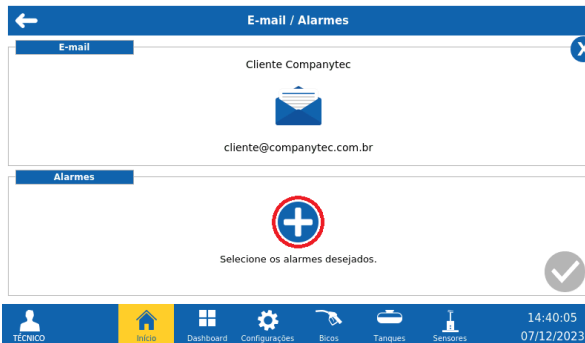 E-mail / Alarmes
E-mail
Cliente Companytec
cliente@companytec.com.br
X
Alarmes
Selecione os alarmes desejados.
TÉCNICO
Início
Dashboard
Configurações
Bicos
Tanques
Sensores
14:40:05
07/12/2023